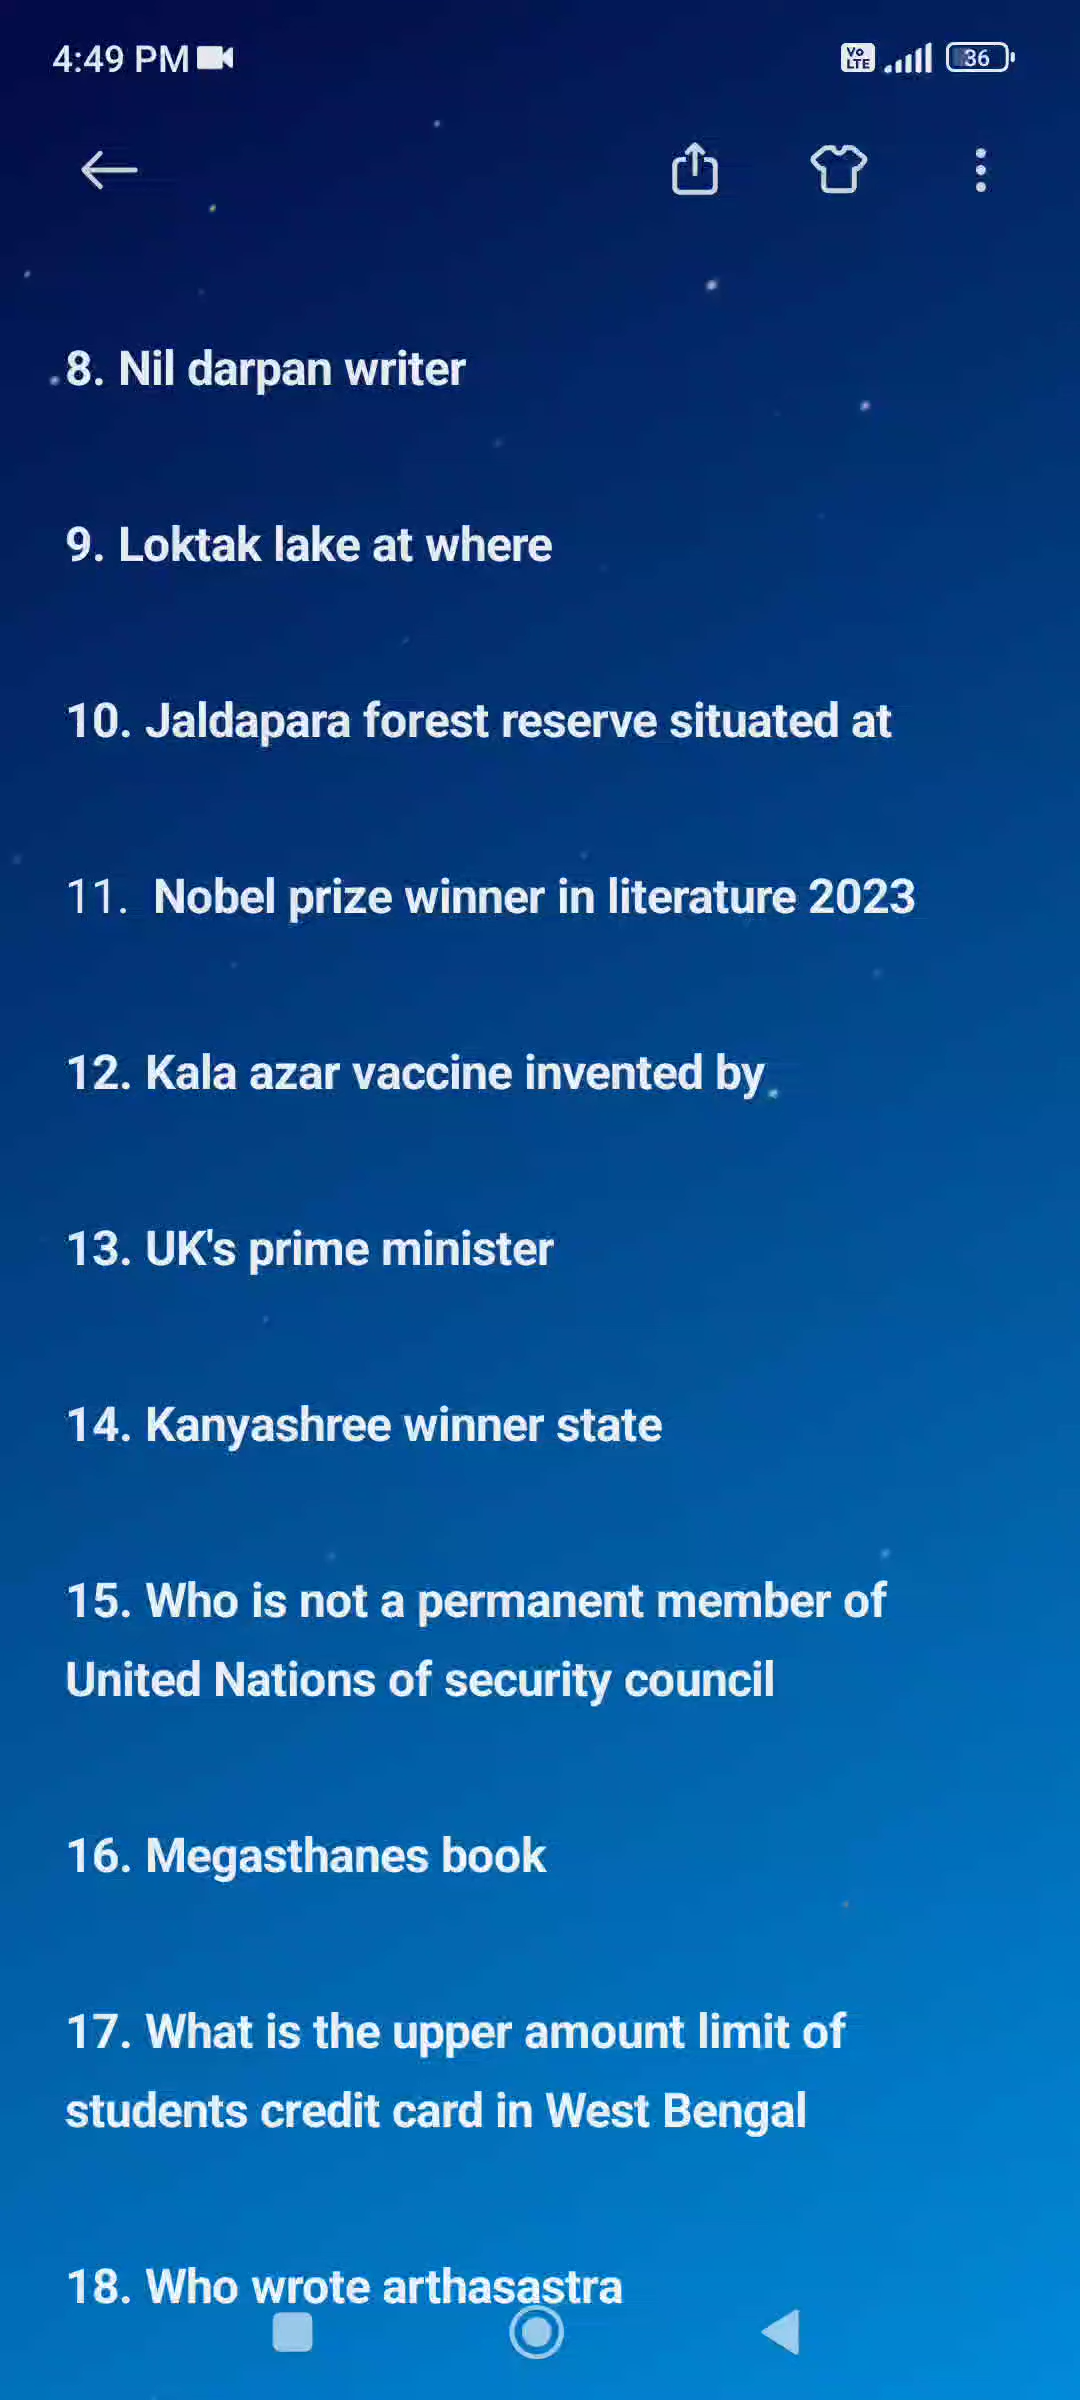 4:49 PM
Vo LTE
36
8. Nil darpan writer
9. Loktak lake at where
10. Jaldapara forest reserve situated at
11. Nobel prize winner in literature 2023
12. Kala azar vaccine invented by
13. UK's prime minister
14. Kanyashree winner state
15. Who is not a permanent member of
United Nations of security council
16. Megasthanes book
17. What is the upper amount limit of
students credit card in West Bengal
18. Who wrote arthasastra